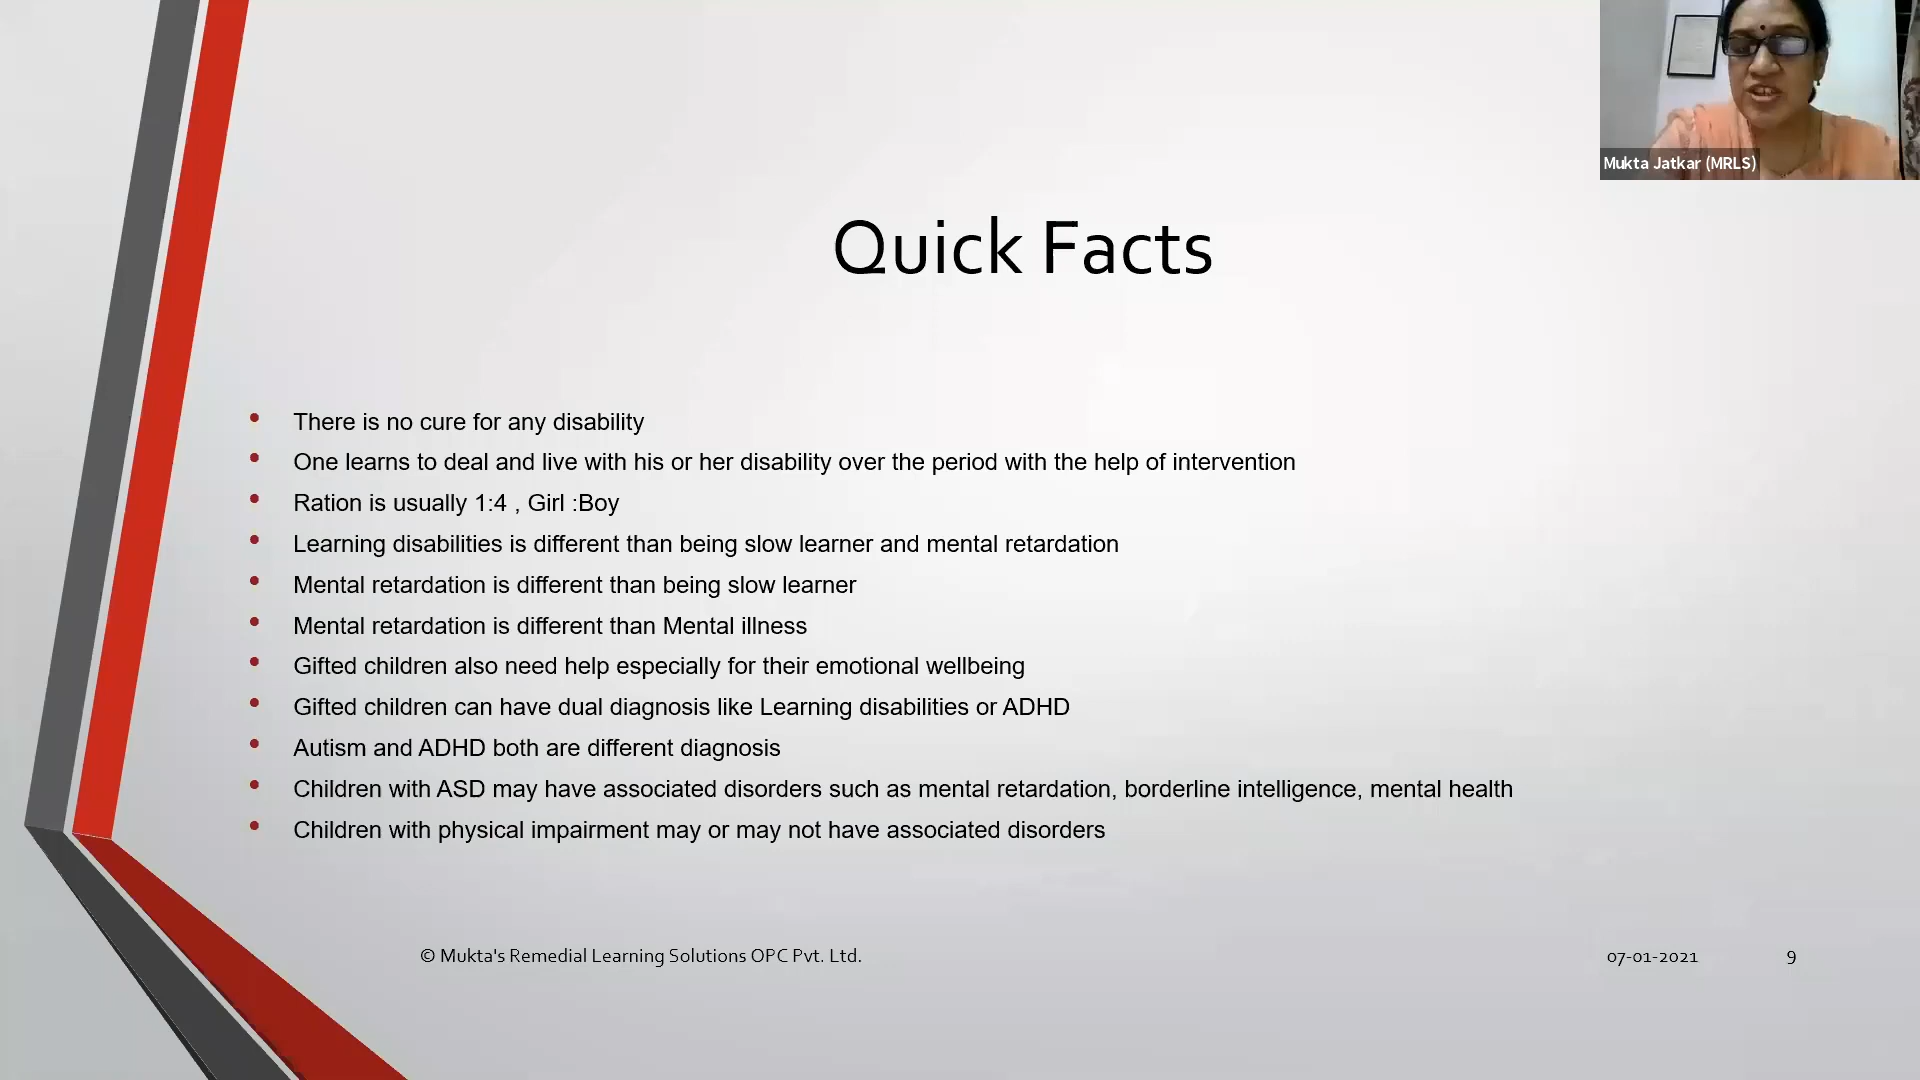 Mukta Jatkar (MRLS)
Quick Facts
• There is no cure for any disability
• One learns to deal and live with his or her disability over the period with the help of intervention
• Ration is usually 1:4 , Girl :Boy
• Learning disabilities is different than being slow learner and mental retardation
• Mental retardation is different than being slow learner
• Mental retardation is different than Mental illness
• Gifted children also need help especially for their emotional wellbeing
• Gifted children can have dual diagnosis like Learning disabilities or ADHD
• Autism and ADHD both are different diagnosis
• Children with ASD may have associated disorders such as mental retardation, borderline intelligence, mental health
• Children with physical impairment may or may not have associated disorders
© Mukta's Remedial Learning Solutions OPC Pvt. Ltd.
07-01-2021
9